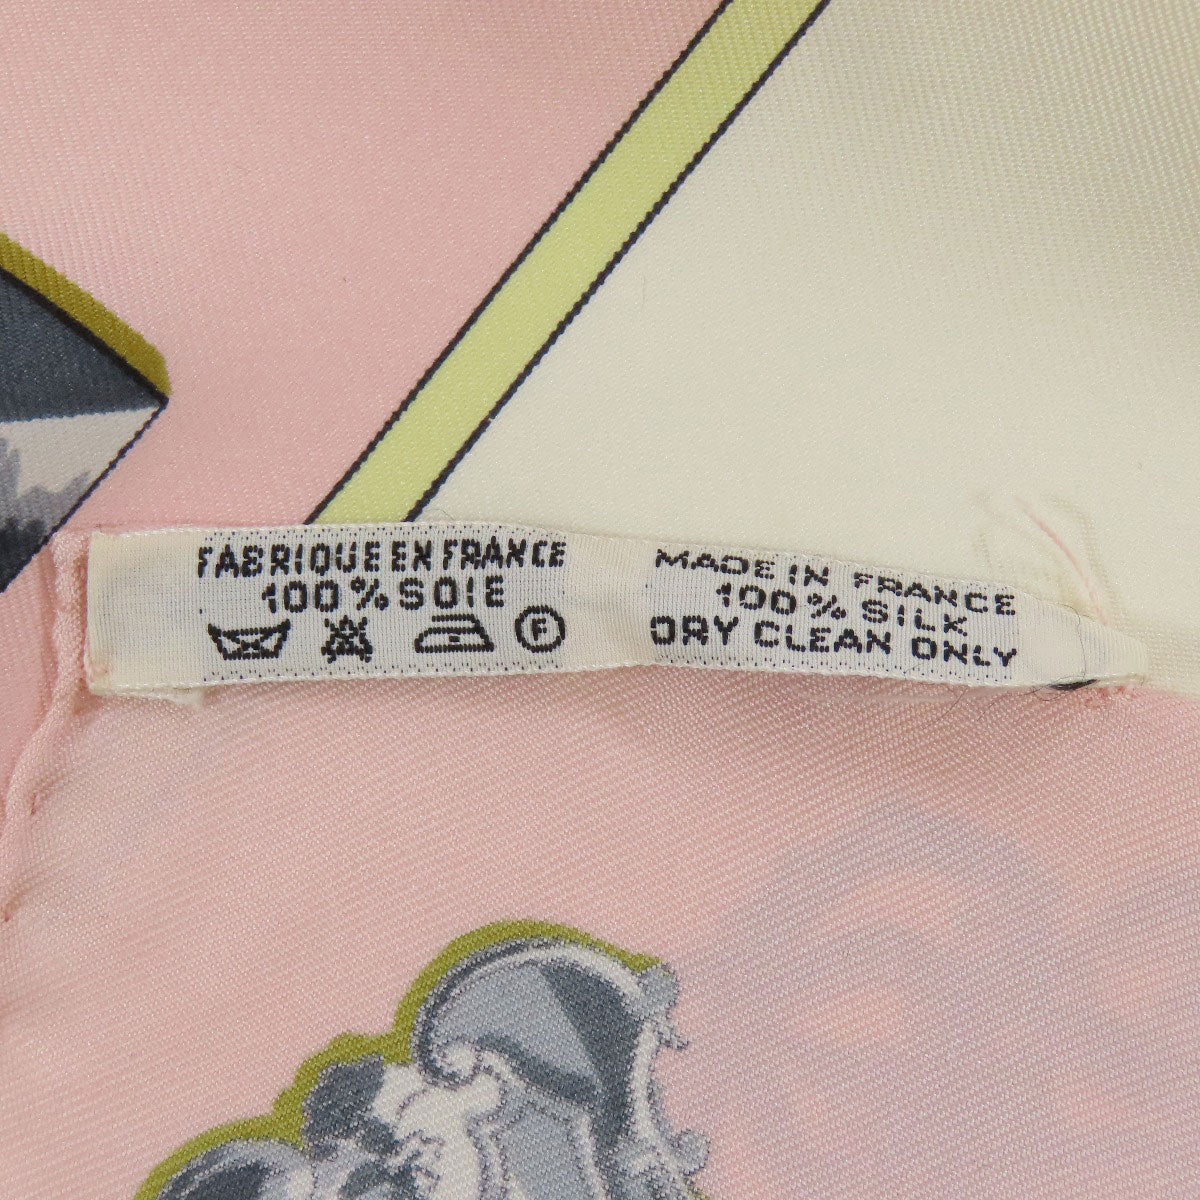 FABRIQUE EN FRANCE
100% SOIE
F
MADE IN FRANCE
100% SILK
DRY CLEAN ONLY